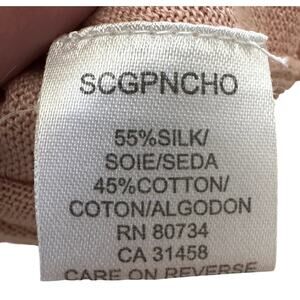 SCGPNCHO
55%SILK/
SOIE/SEDA
45%COTTON/
COTON/ALGODON
RN 80734
CA 31458
CARE ON REVERSE